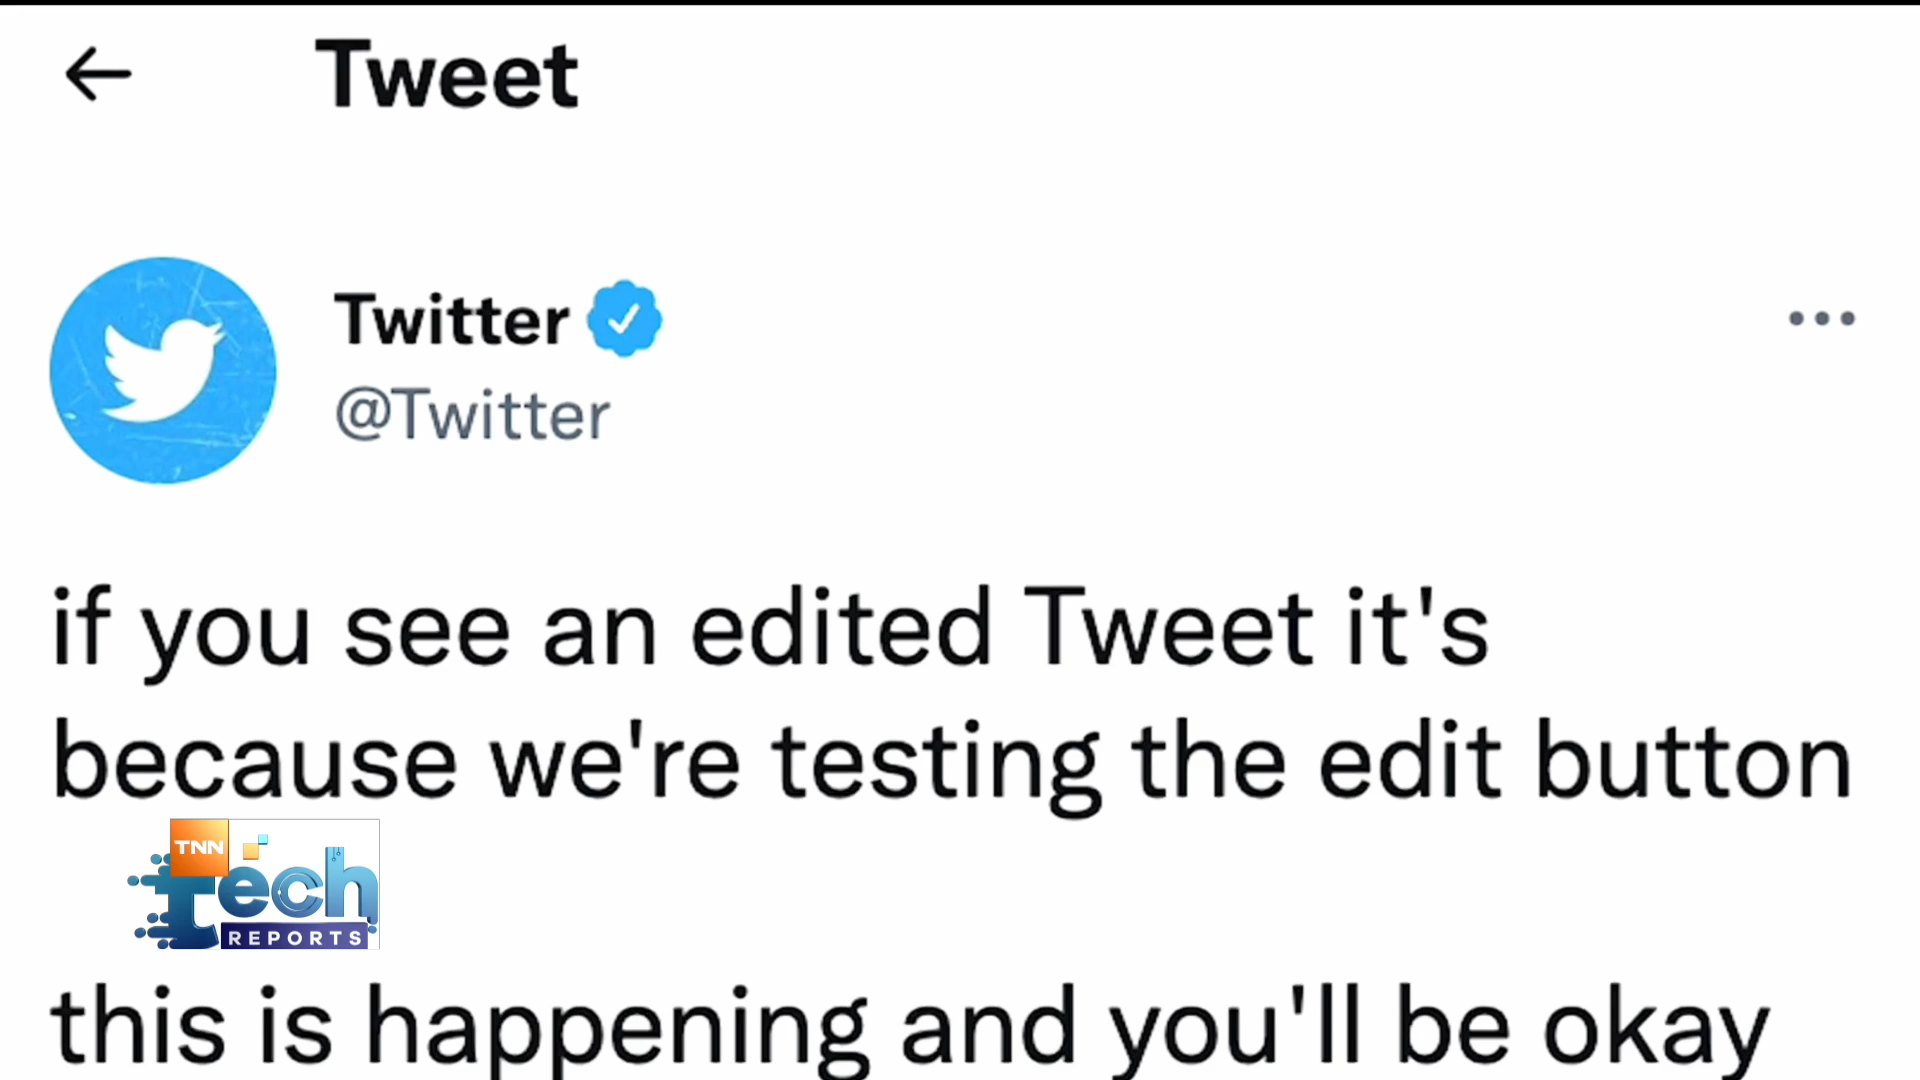 Tweet
Twitter
@Twitter
if you see an edited Tweet it's
because we're testing the edit button
TNN
Tech
REPORTS
this is happening and you'll be okay